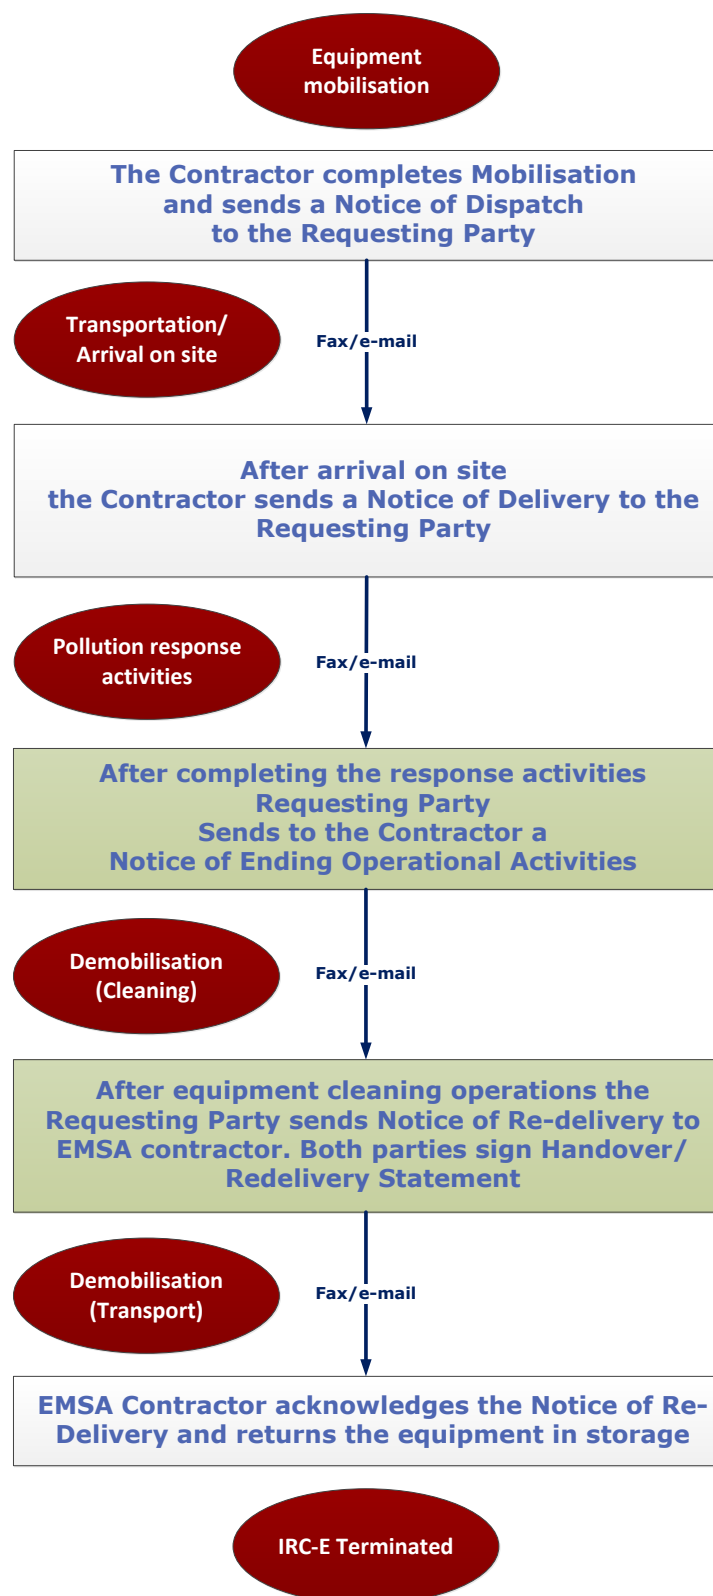 Equipment
mobilisation
The Contractor completes Mobilisation
and sends a Notice of Dispatch
to the Requesting Party
Transportation/
Arrival on site
Fax/e-mail
After arrival on site
the Contractor sends a Notice of Delivery to the
Requesting Party
Pollution response
activities
Fax/e-mail
After completing the response activities
Requesting Party
Sends to the Contractor a
Notice of Ending Operational Activities
Demobilisation
(Cleaning)
Fax/e-mail
After equipment cleaning operations the
Requesting Party sends Notice of Re-delivery to
EMSA contractor. Both parties sign Handover/
Redelivery Statement
Demobilisation
(Transport)
Fax/e-mail
EMSA Contractor acknowledges the Notice of Re-
Delivery and returns the equipment in storage
IRC-E Terminated